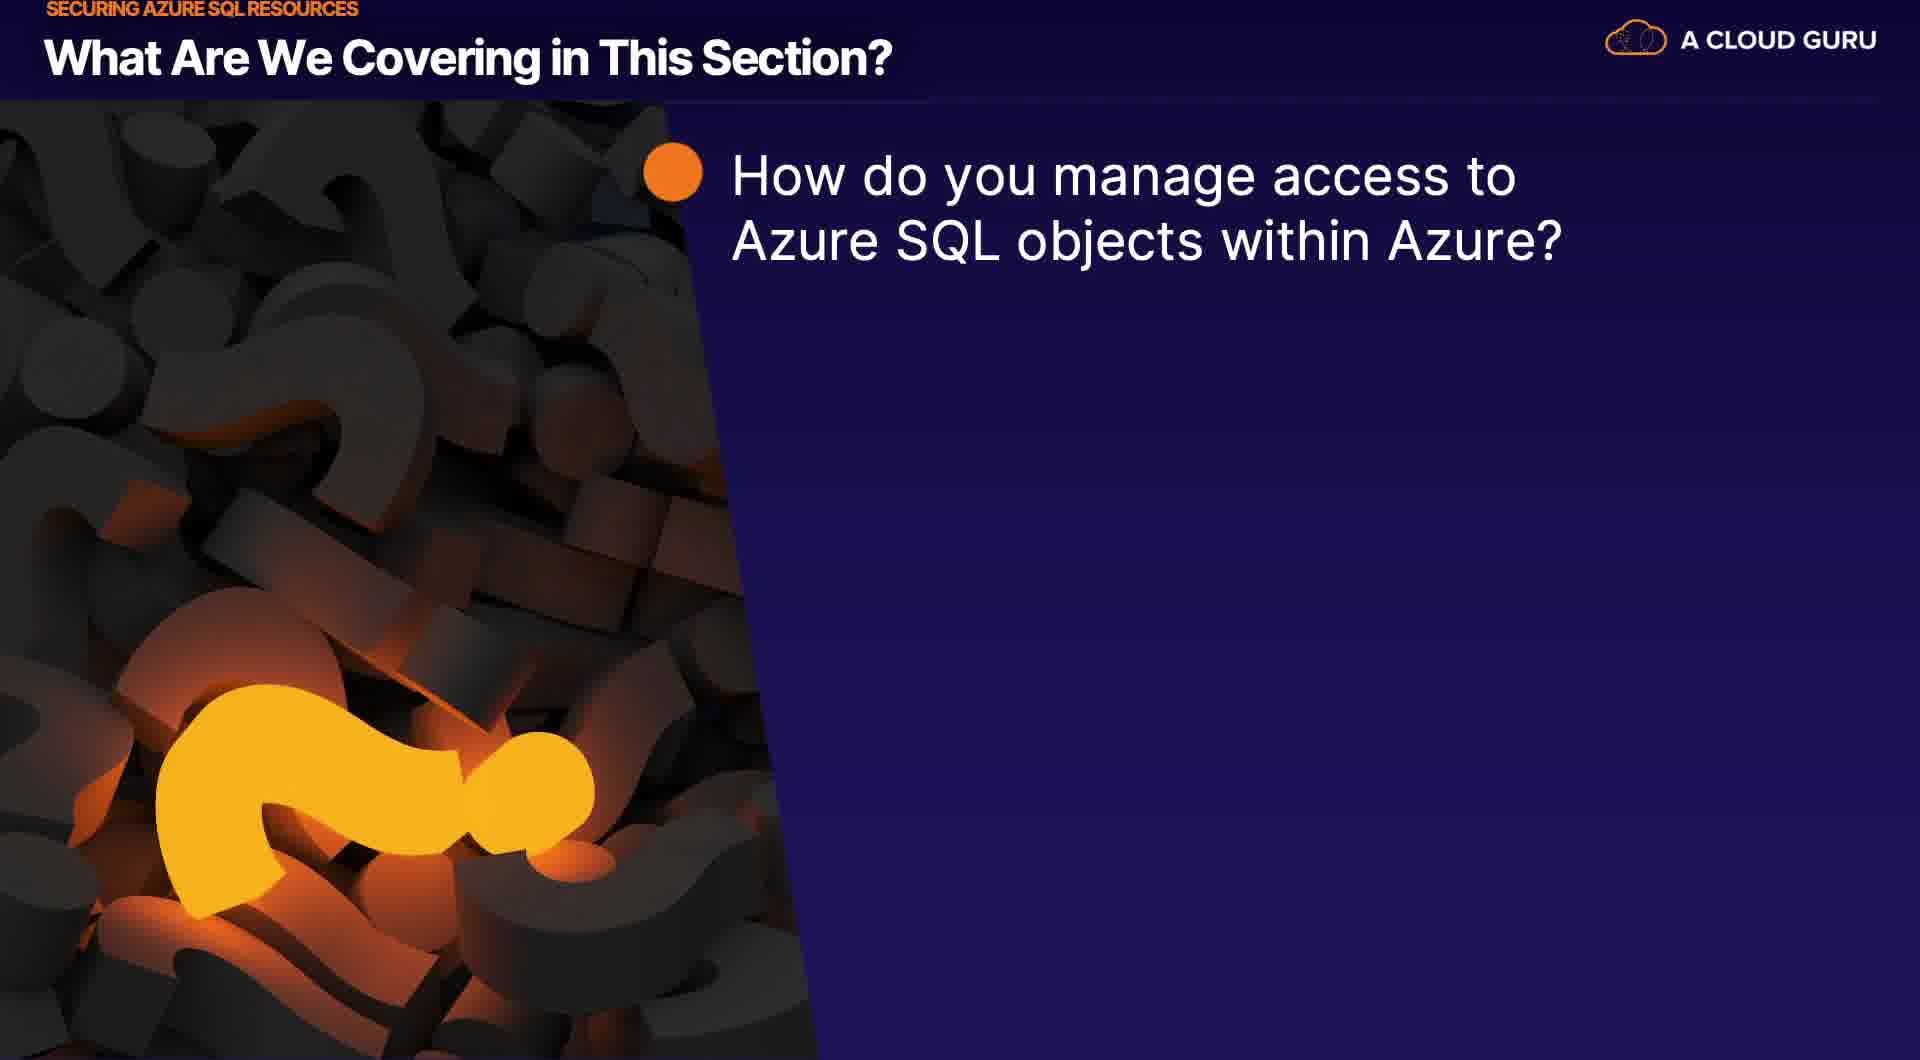 SECURING AZURE SQL RESOURCES
What Are We Covering in This Section?
A CLOUD GURU
How do you manage access to
Azure SQL objects within Azure?